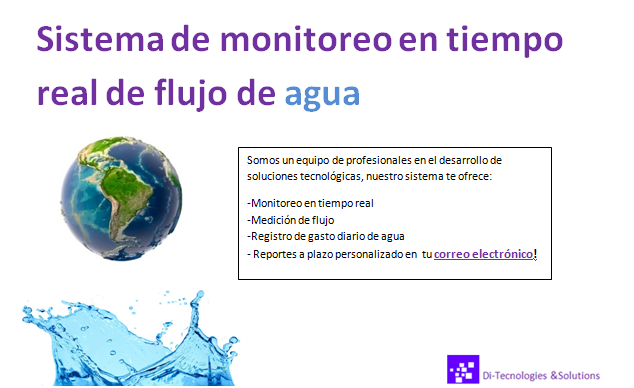 Sistema de monitoreo en tiempo
real de flujo de agua
Somos un equipo de profesionales en el desarrollo de
soluciones tecnológicas, nuestro sistema te ofrece:
-Monitoreo en tiempo real
-Medición de flujo
-Registro de gasto diario de agua
- Reportes a plazo personalizado en tu correo electrónico!
Di-Tecnologies &Solutions